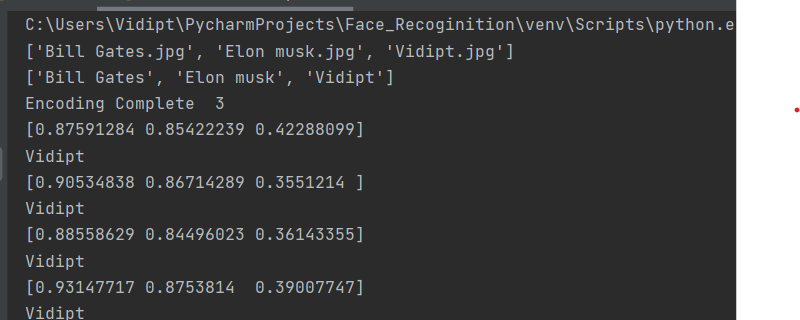 C:\Users\Vidipt\PycharmProjects\Face_Recoginition\venv\Scripts\python.e
['Bill Gates.jpg', 'Elon musk.jpg', 'Vidipt.jpg']
['Bill Gates', 'Elon musk', 'Vidipt']
Encoding Complete  3
[0.87591284 0.85422239 0.42288099]
Vidipt
[0.90534838 0.86714289 0.3551214 ]
Vidipt
[0.88558629 0.84496023 0.36143355]
Vidipt
[0.93147717 0.8753814  0.39007747]
Vidipt